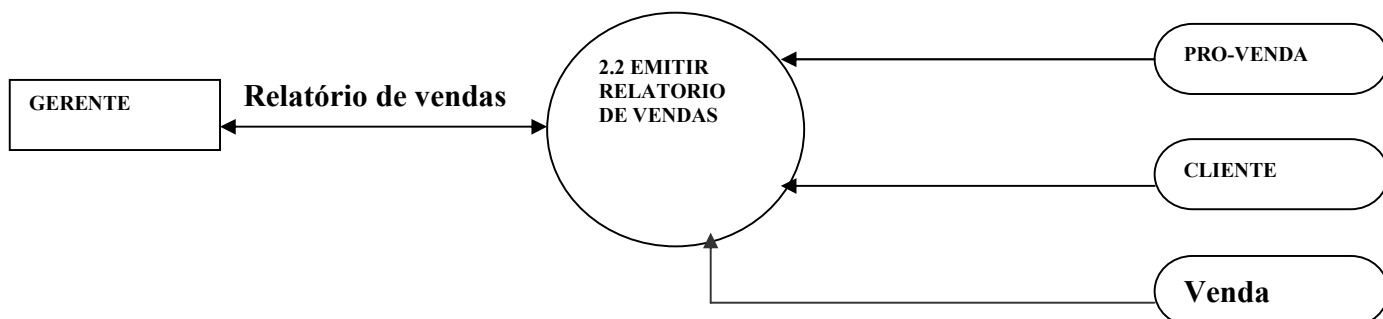 GERENTE
Relatório de vendas
2.2 EMITIR
RELATORIO
DE VENDAS
PRO-VENDA
CLIENTE
Venda